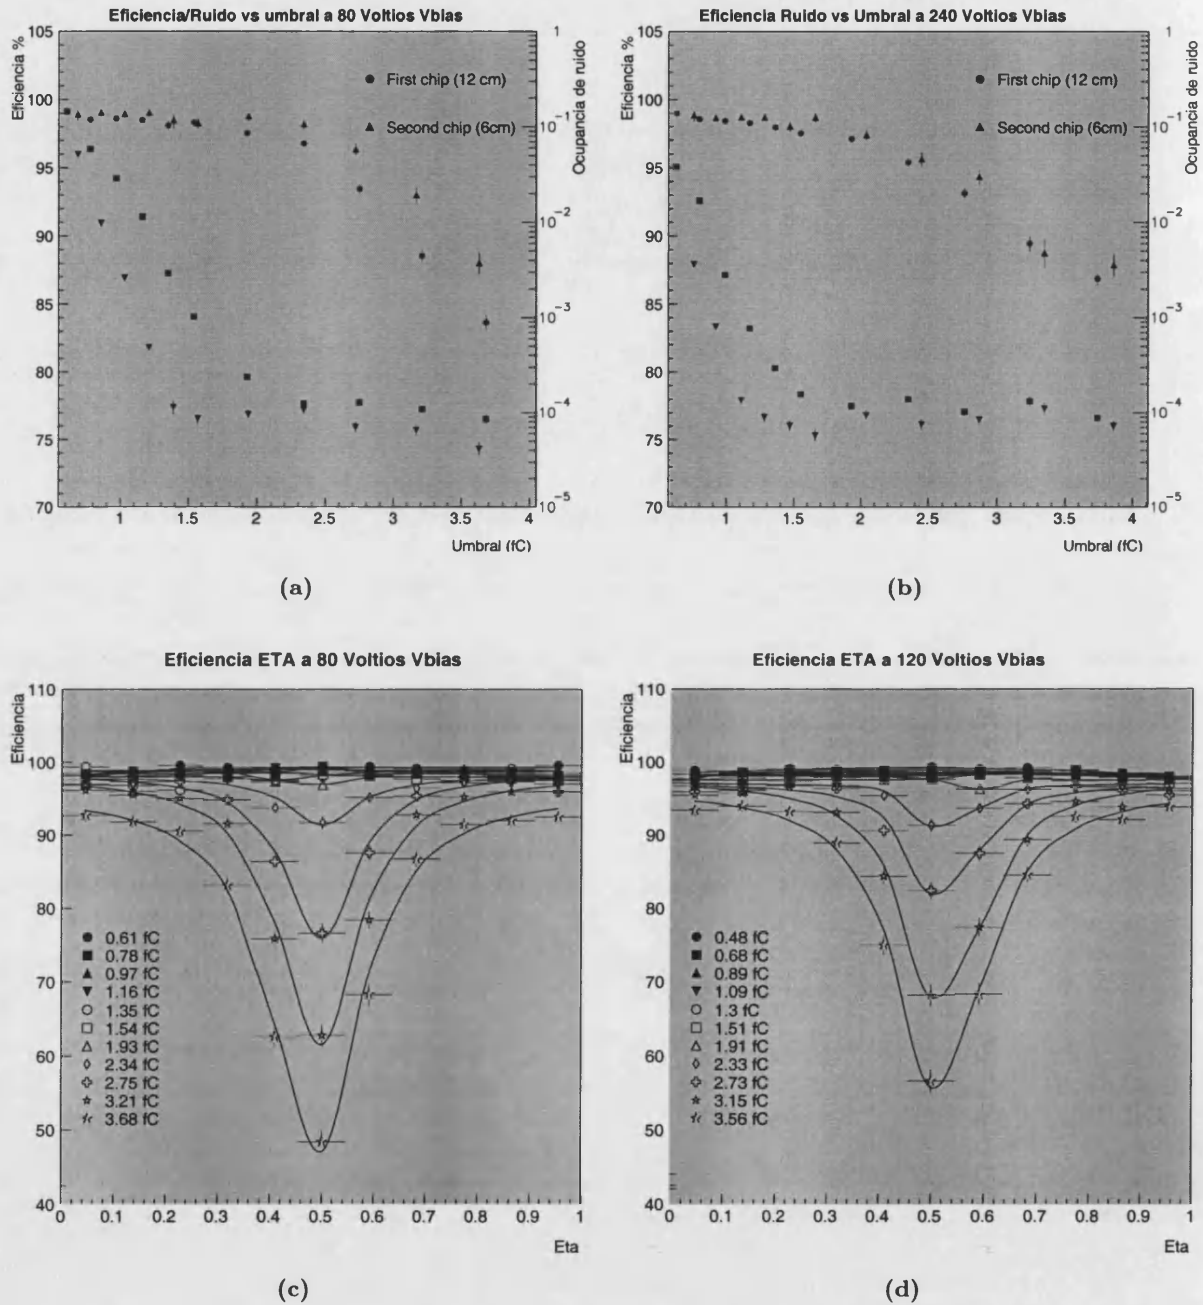 Eficiencia/Ruido vs umbral a 80 Voltios Vbias
Eficiencia %
105
100
95
90
85
80
75
70
First chip (12 cm)
Second chip (6cm)
1
10⁻¹
10⁻²
10⁻³
10⁻⁴
10⁻⁵
Ocupancia de ruido
1 1.5 2 2.5 3 3.5 4
Umbral (fC)
(a)
Eficiencia Ruido vs Umbral a 240 Voltios Vbias
Eficiencia %
105
100
95
90
85
80
75
70
First chip (12 cm)
Second chip (6cm)
1
10⁻¹
10⁻²
10⁻³
10⁻⁴
10⁻⁵
Ocupancia de ruido
1 1.5 2 2.5 3 3.5 4
Umbral (fC)
(b)
Eficiencia ETA a 80 Voltios Vbias
Eficiencia
110
100
90
80
70
60
50
40
0.61 fC
0.78 fC
0.97 fC
1.16 fC
1.35 fC
1.54 fC
1.93 fC
2.34 fC
2.75 fC
3.21 fC
3.68 fC
0 0.1 0.2 0.3 0.4 0.5 0.6 0.7 0.8 0.9 1
Eta
(c)
Eficiencia ETA a 120 Voltios Vbias
Eficiencia
110
100
90
80
70
60
50
40
0.48 fC
0.68 fC
0.89 fC
1.09 fC
1.3 fC
1.51 fC
1.91 fC
2.33 fC
2.73 fC
3.15 fC
3.56 fC
0 0.1 0.2 0.3 0.4 0.5 0.6 0.7 0.8 0.9 1
Eta
(d)